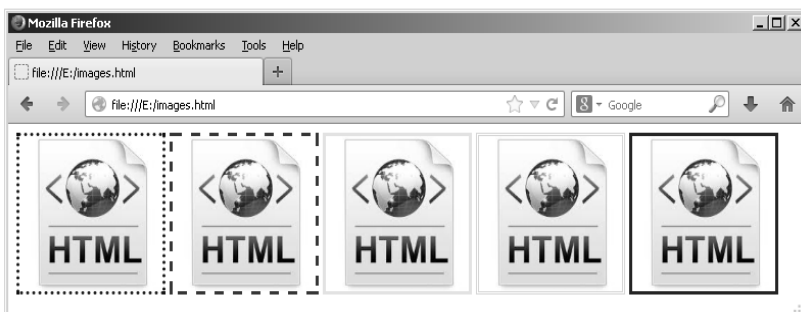 Mozilla Firefox
File Edit View History Bookmarks Tools Help
file:///E:/images.html +
file:///E:/images.html 8 Google
< > < > < > < > < >
HTML HTML HTML HTML HTML